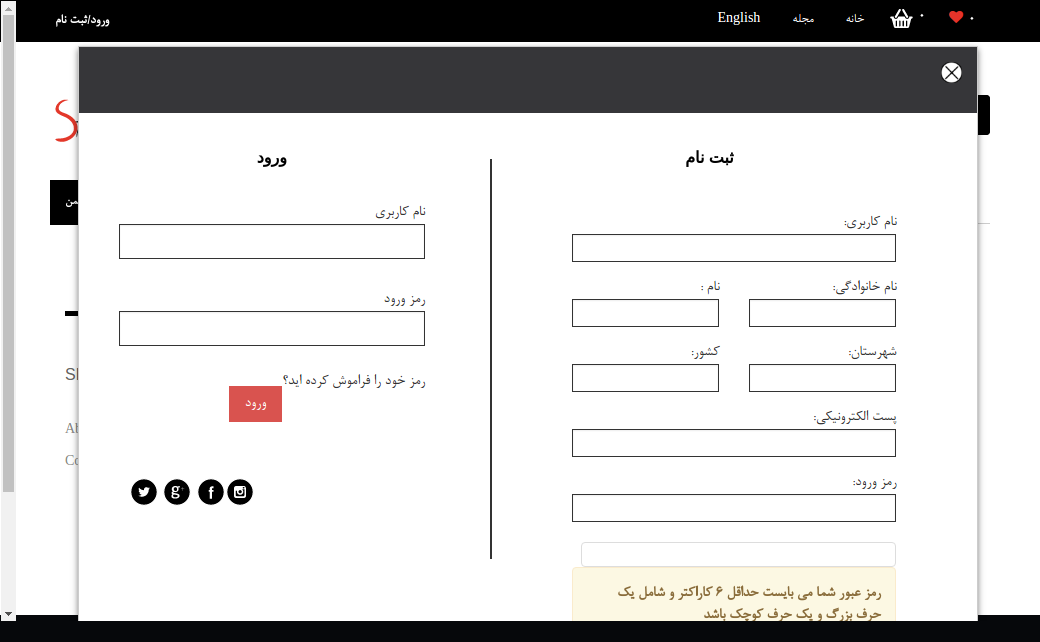 خانه
مجله
English
ورود/ثبت نام
ثبت نام
نام کاربری:
نام خانوادگی:
نام :
شهرستان:
کشور:
پست الکترونیکی:
رمز ورود:
رمز عبور شما می بایست حداقل ۶ کاراکتر و شامل یک
حرف بزرگ و یک حرف کوچک باشد
ورود
نام کاربری
رمز ورود
رمز خود را فراموش کرده اید؟
ورود